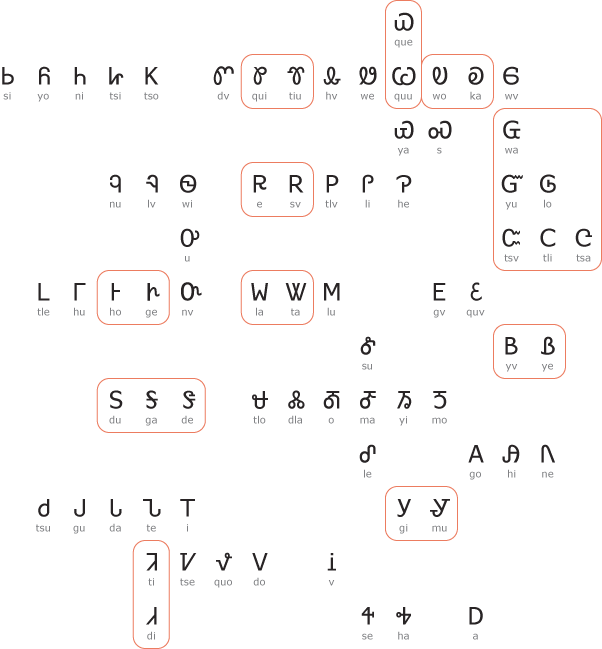 Ꮗ
que
Ꮟ Ᏺ Ꮒ Ꮵ Ꮶ Ꮫ Ꮘ Ꮱ Ꮂ Ꮺ Ꮚ Ꮼ Ꭷ Ꮾ
si yo ni tsi tso dv qui tiu hv we quu wo ka wv
Ꮿ Ꮝ Ꮹ
ya s wa
Ꮔ Ꮈ Ꮻ Ꭱ Ꮢ Ꮲ Ꮅ Ꭾ Ᏻ Ꮆ
nu lv wi e sv tlv li he yu lo
Ꭴ Ꮸ Ꮯ Ꮳ
u tsv tli tsa
Ꮮ Ꮁ Ꮀ Ꭸ Ꮕ Ꮃ Ꮤ Ꮇ Ꭼ Ꮛ
tle hu ho ge nv la ta lu gv quv
Ꮡ Ᏼ Ᏸ
su yv ye
Ꮪ Ꭶ Ꮥ Ꮰ Ꮬ Ꭳ Ꮉ Ᏹ Ꮌ
du ga de tlo dla o ma yi mo
Ꮄ Ꭺ Ꭿ Ꮑ
le go hi ne
Ꮷ Ꭻ Ꮣ Ꮦ Ꭲ Ꭹ Ꮍ
tsu gu da te i gi mu
Ꮨ Ꮴ Ꮙ Ꮩ Ꭵ
ti tse quo do v
Ꮧ Ꮞ Ꭽ Ꭰ
di se ha a